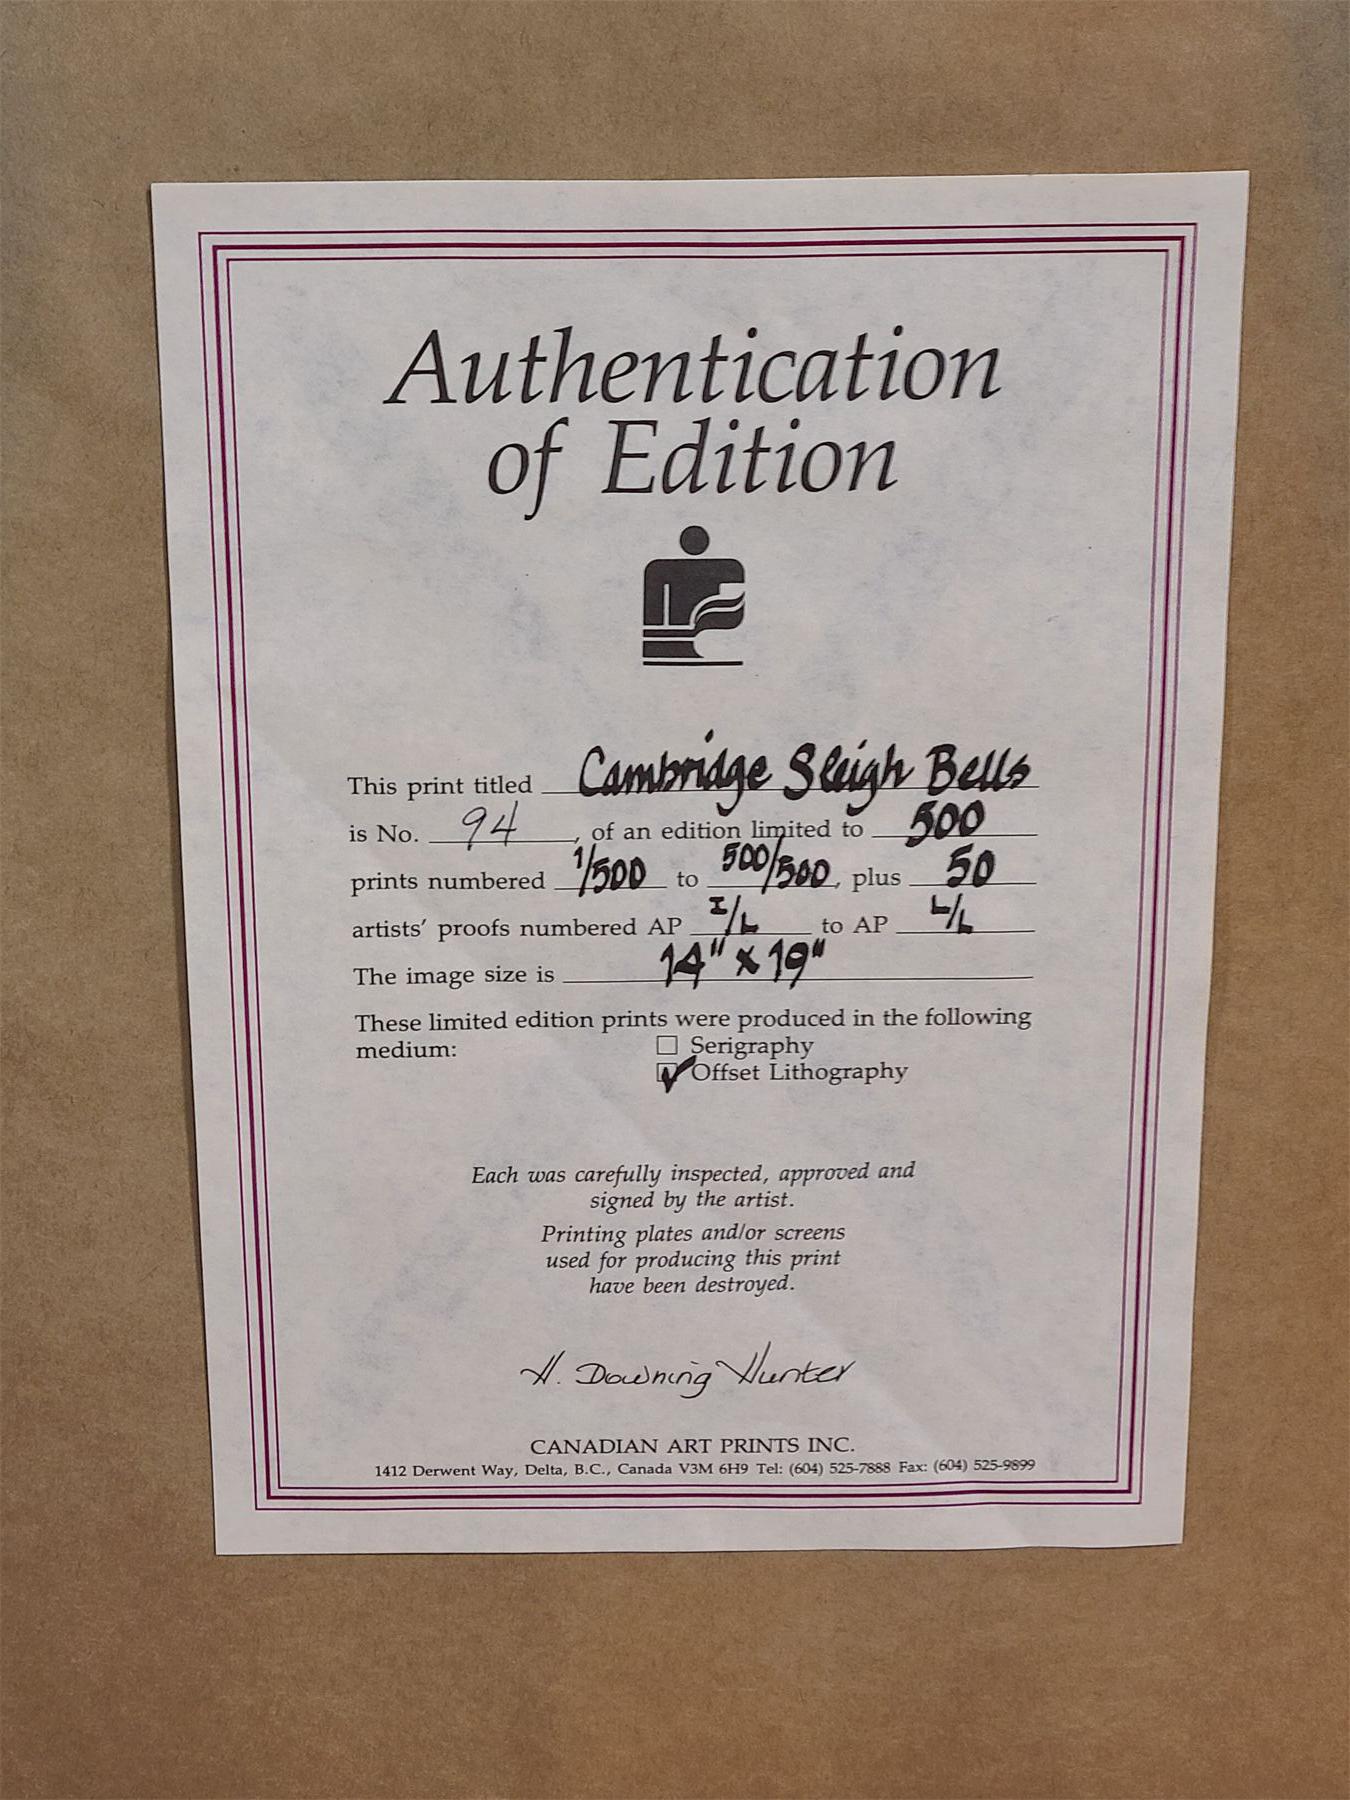 Authentication
of Edition
This print titled Cambridge Sleigh Bells
is No. 94, of an edition limited to 500
prints numbered 1/500 to 500/500, plus 50
artists' proofs numbered AP I/L to AP L/L
The image size is 14" x 19"
These limited edition prints were produced in the following
medium: Serigraphy
Offset Lithography
Each was carefully inspected, approved and
signed by the artist.
Printing plates and/or screens
used for producing this print
have been destroyed.
H. Downing Hunter
CANADIAN ART PRINTS INC.
1412 Derwent Way, Delta, B.C., Canada V3M 6H9 Tel: (604) 525-7888 Fax: (604) 525-9899